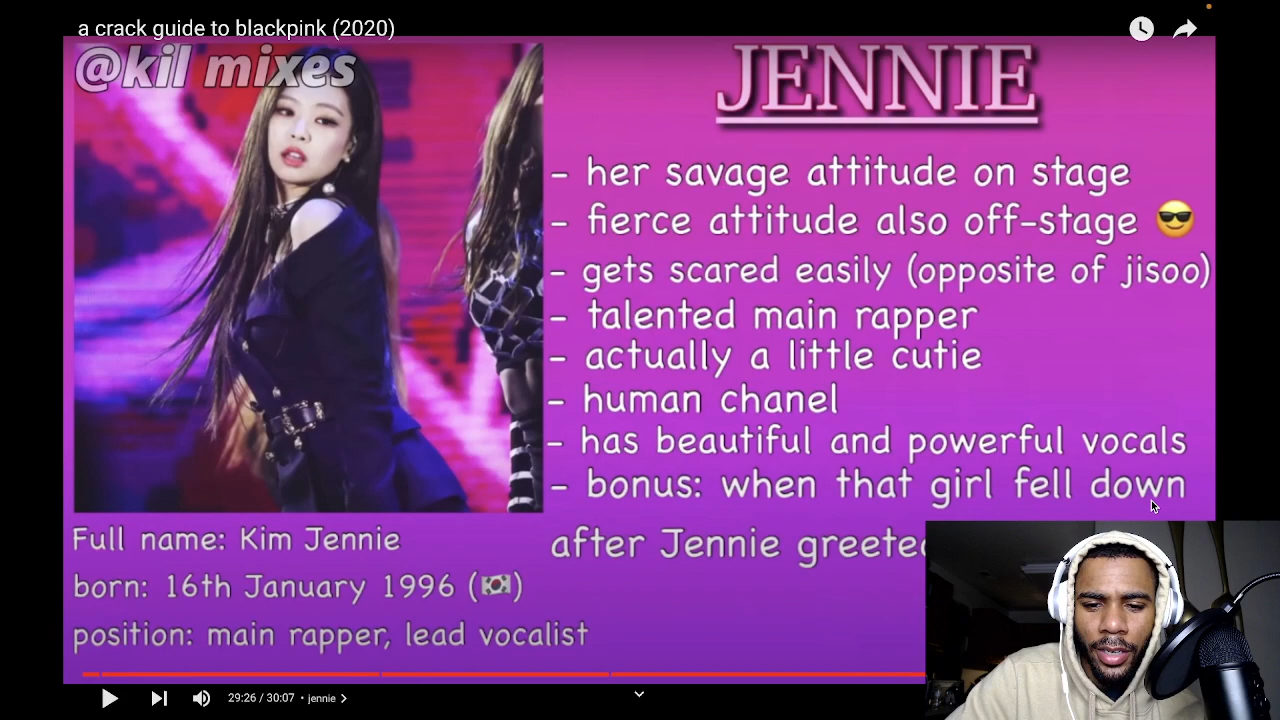 a crack guide to blackpink (2020)
@kil mixes
JENNIE
- her savage attitude on stage
- fierce attitude also off-stage 😎
- gets scared easily (opposite of jisoo)
- talented main rapper
- actually a little cutie
- human chanel
- has beautiful and powerful vocals
- bonus: when that girl fell down
after Jennie greeted
Full name: Kim Jennie
born: 16th January 1996 (🇰🇷)
position: main rapper, lead vocalist
29:26 / 30:07 • jennie >